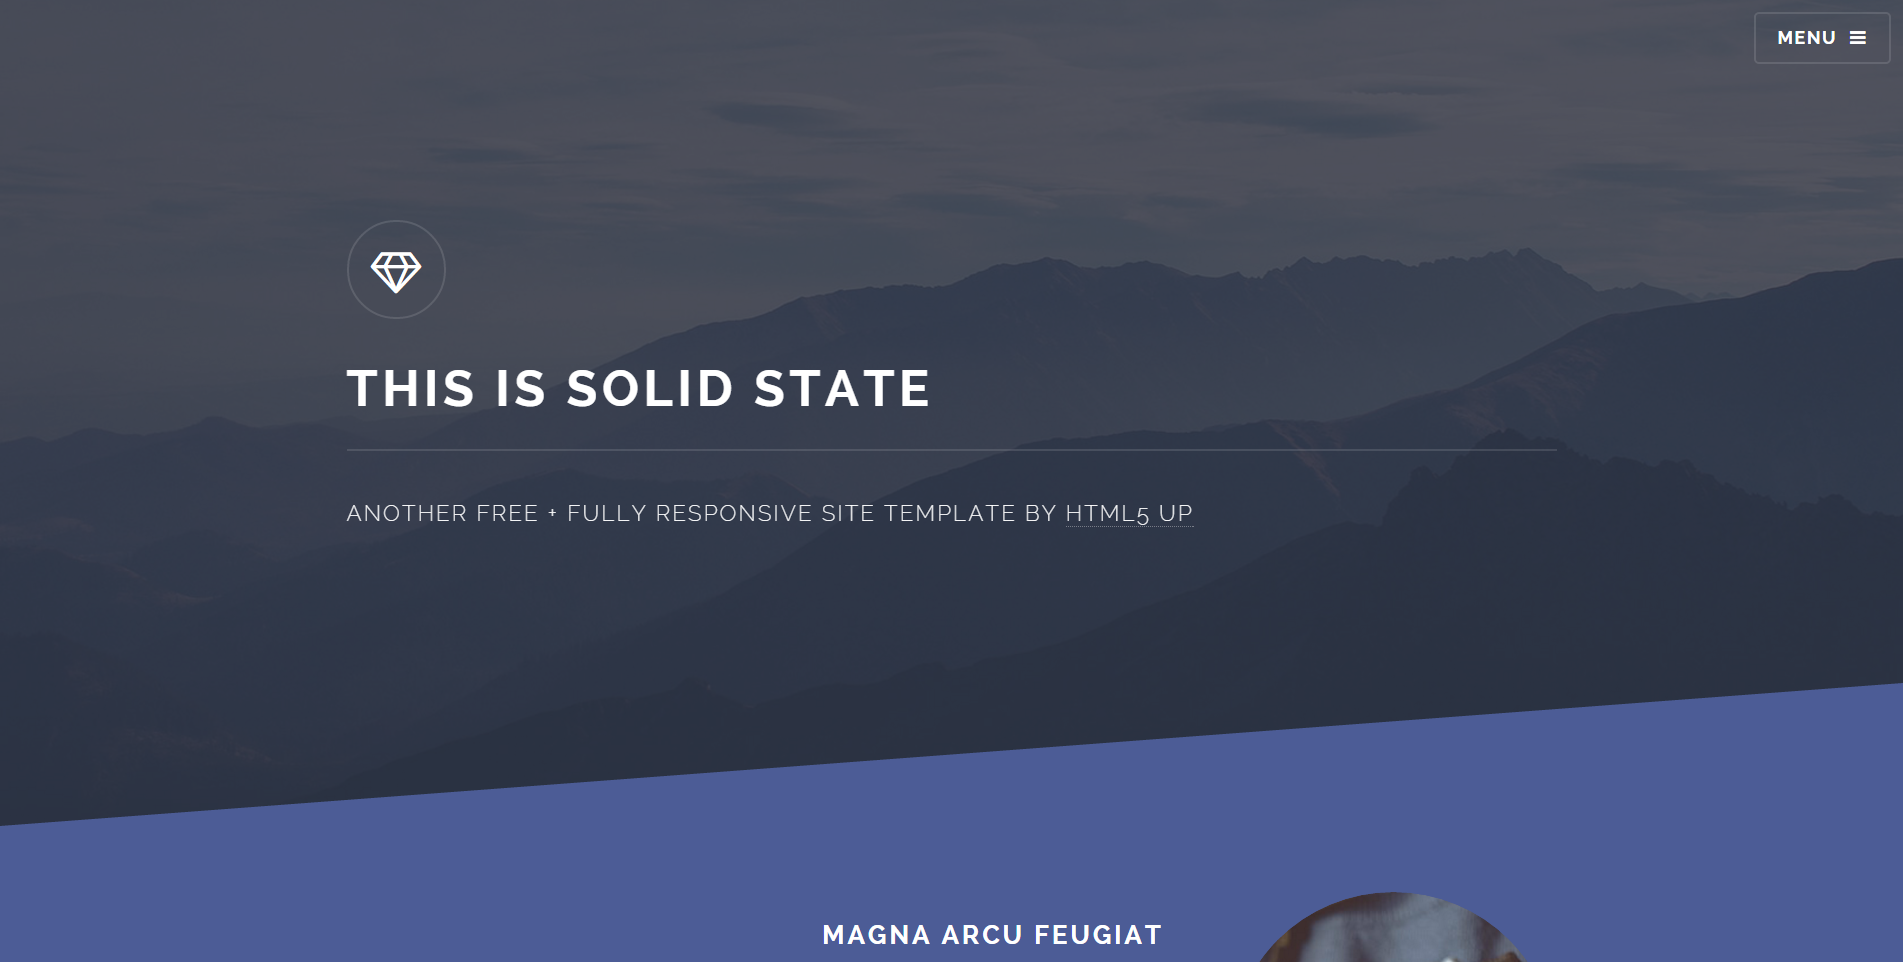 MENU
THIS IS SOLID STATE
ANOTHER FREE + FULLY RESPONSIVE SITE TEMPLATE BY HTML5 UP
MAGNA ARCU FEUGIAT